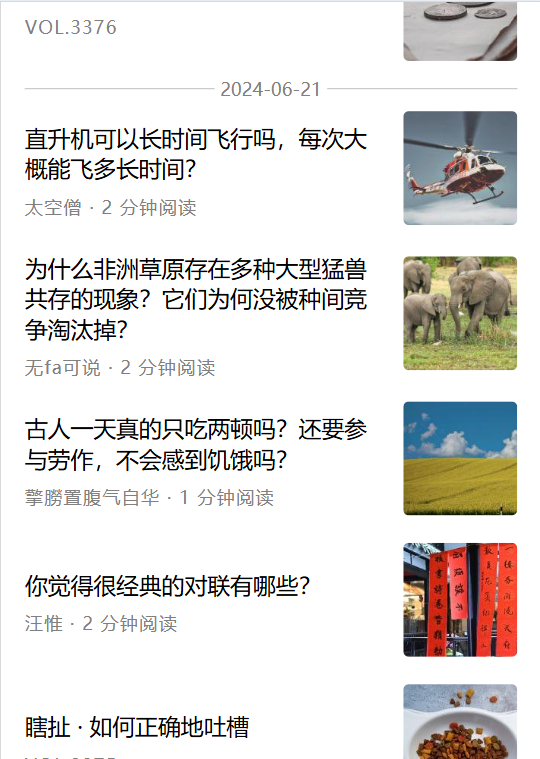 VOL.3376
2024-06-21
直升机可以长时间飞行吗，每次大
概能飞多长时间？
太空僧 · 2 分钟阅读
为什么非洲草原存在多种大型猛兽
共存的现象？它们为何没被种间竞
争淘汰掉？
无fa可说 · 2 分钟阅读
古人一天真的只吃两顿吗？还要参
与劳作，不会感到饥饿吗？
擎朥置腹气自华 · 1 分钟阅读
你觉得很经典的对联有哪些？
汪惟 · 2 分钟阅读
瞎扯 · 如何正确地吐槽